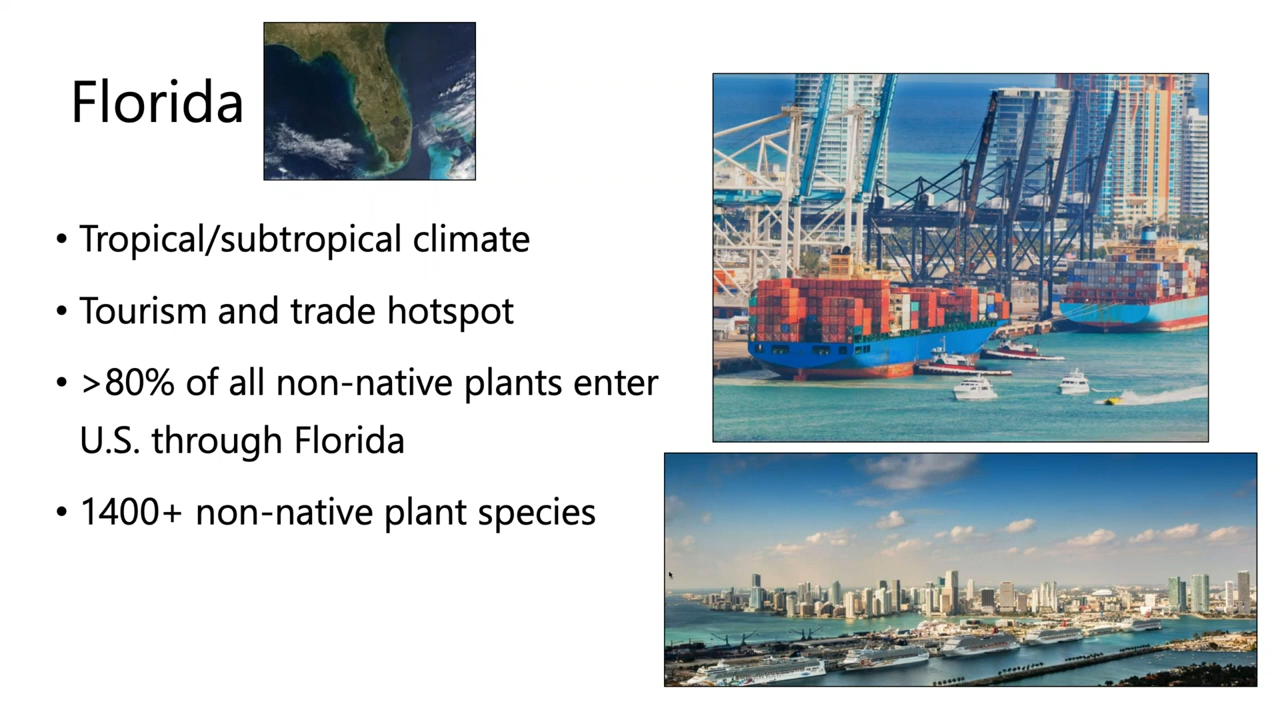 Florida
• Tropical/subtropical climate
• Tourism and trade hotspot
• >80% of all non-native plants enter
U.S. through Florida
• 1400+ non-native plant species